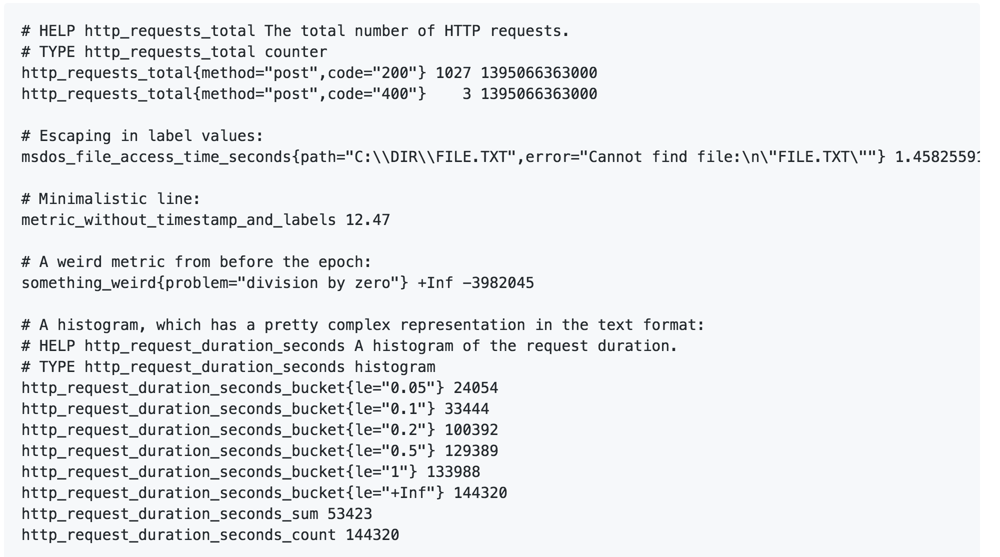 # HELP http_requests_total The total number of HTTP requests.
# TYPE http_requests_total counter
http_requests_total{method="post",code="200"} 1027 1395066363000
http_requests_total{method="post",code="400"}    3 1395066363000

# Escaping in label values:
msdos_file_access_time_seconds{path="C:\\DIR\\FILE.TXT",error="Cannot find file:\n\"FILE.TXT\""} 1.45825591

# Minimalistic line:
metric_without_timestamp_and_labels 12.47

# A weird metric from before the epoch:
something_weird{problem="division by zero"} +Inf -3982045

# A histogram, which has a pretty complex representation in the text format:
# HELP http_request_duration_seconds A histogram of the request duration.
# TYPE http_request_duration_seconds histogram
http_request_duration_seconds_bucket{le="0.05"} 24054
http_request_duration_seconds_bucket{le="0.1"} 33444
http_request_duration_seconds_bucket{le="0.2"} 100392
http_request_duration_seconds_bucket{le="0.5"} 129389
http_request_duration_seconds_bucket{le="1"} 133988
http_request_duration_seconds_bucket{le="+Inf"} 144320
http_request_duration_seconds_sum 53423
http_request_duration_seconds_count 144320